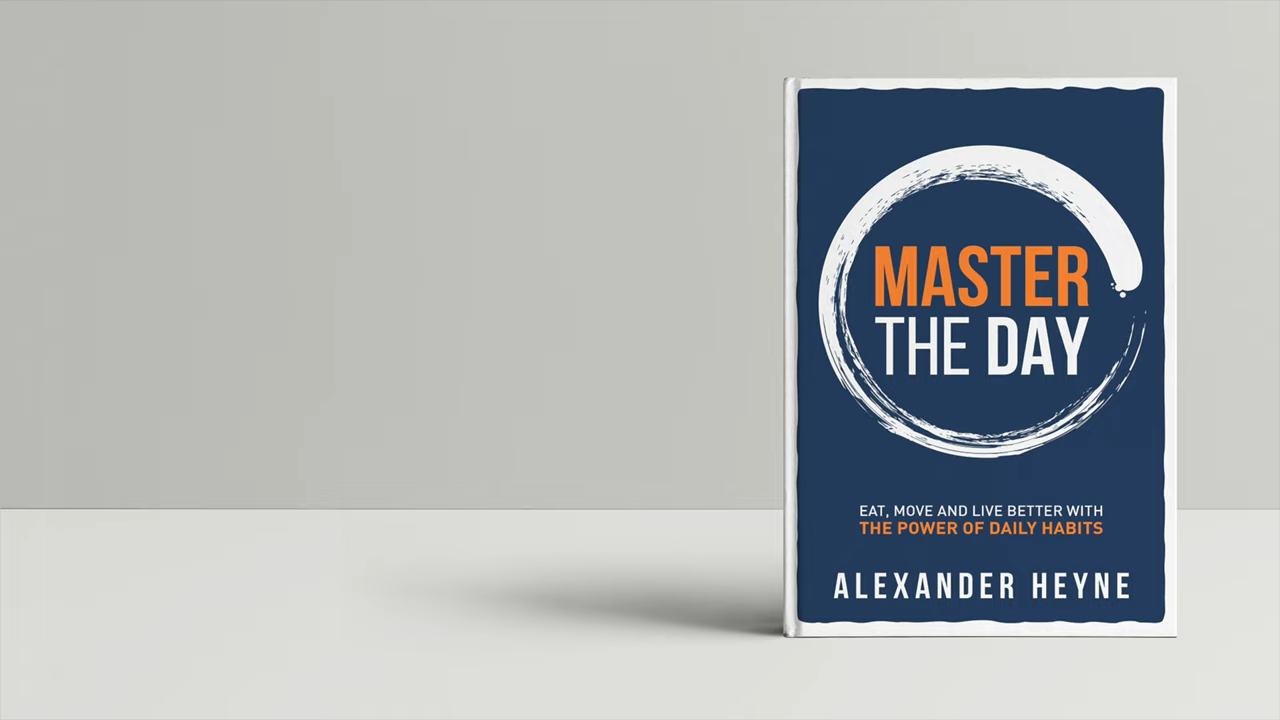 MASTER
THE DAY
EAT, MOVE AND LIVE BETTER WITH
THE POWER OF DAILY HABITS
ALEXANDER HEYNE